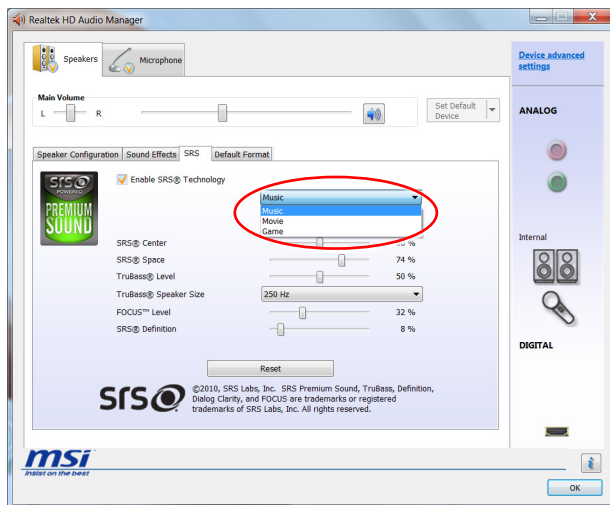 Realtek HD Audio Manager
Speakers
Microphone
Device advanced
settings
Main Volume
L
R
Set Default
Device
ANALOG
Speaker Configuration
Sound Effects
SRS
Default Format
SRS
POWERED
PREMIUM
SOUND
Enable SRS® Technology
Music
Music
Movie
Game
Internal
SRS® Center
SRS® Space
74 %
TruBass® Level
50 %
TruBass® Speaker Size
250 Hz
FOCUS™ Level
32 %
SRS® Definition
8 %
DIGITAL
Reset
SRS
©2010, SRS Labs, Inc. SRS Premium Sound, TruBass, Definition,
Dialog Clarity, and FOCUS are trademarks or registered
trademarks of SRS Labs, Inc. All rights reserved.
msi
insist on the best
OK